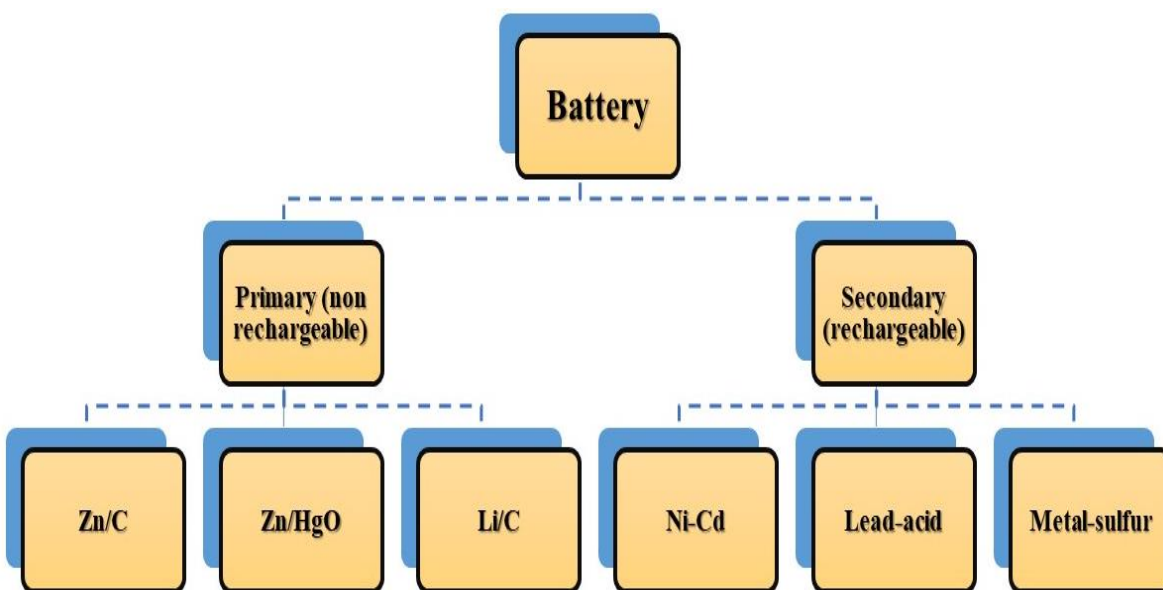 Battery
Primary (non
rechargeable)
Secondary
(rechargeable)
Zn/C
Zn/HgO
Li/C
Ni-Cd
Lead-acid
Metal-sulfur